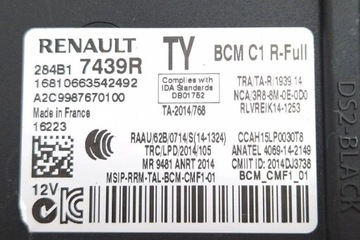 RENAULT
TY
BCM C1 R-Full
284B1 7439R
16810663542492
A2C9987670100
Made in France
16223
Complies with
IDA Standards
DB01752
TA-2014/768
TRA/TA-R/1939.14
NCA:3R8-8M-0E-0D0
RLVREIK14-1253
RAAU/62B/0714/S(14-1324)
TRC/LPD/2014/105
MR 9481 ANRT 2014
MSIP-RRM-TAL-BCM-CMF1-01
CCAH15LP0030T8
ANATEL 4069-14-2149
CMIIT ID: 2014DJ3738
BCM_CMF1_01
12V
DS2-BLACK